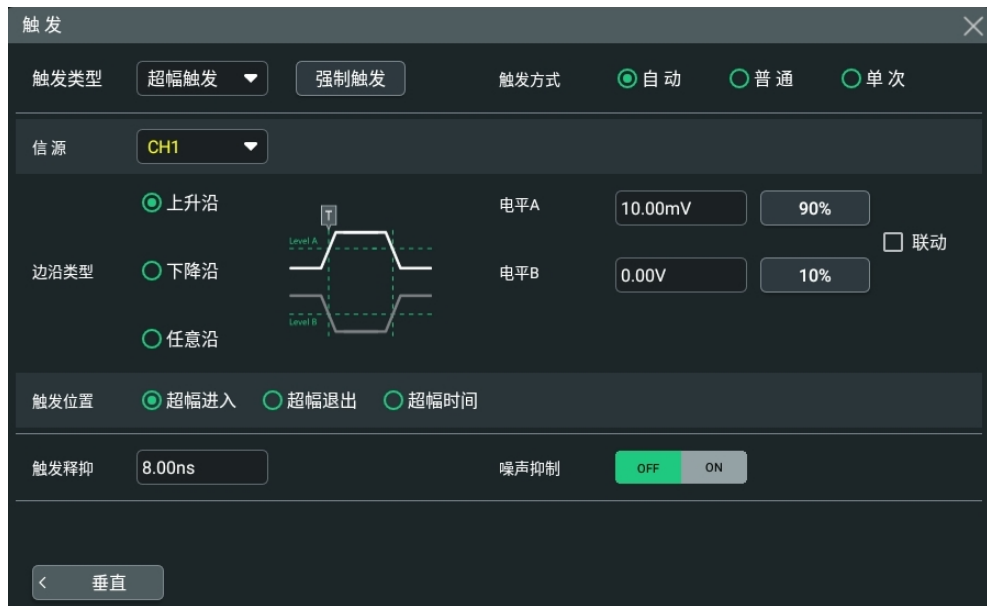 触发
触发类型 超幅触发 强制触发 触发方式 自动 普通 单次
信源 CH1
边沿类型 上升沿 下降沿 任意沿
T
Level A
Level B
电平A 10.00mV 90%
电平B 0.00V 10%
联动
触发位置 超幅进入 超幅退出 超幅时间
触发释抑 8.00ns 噪声抑制 OFF ON
< 垂直